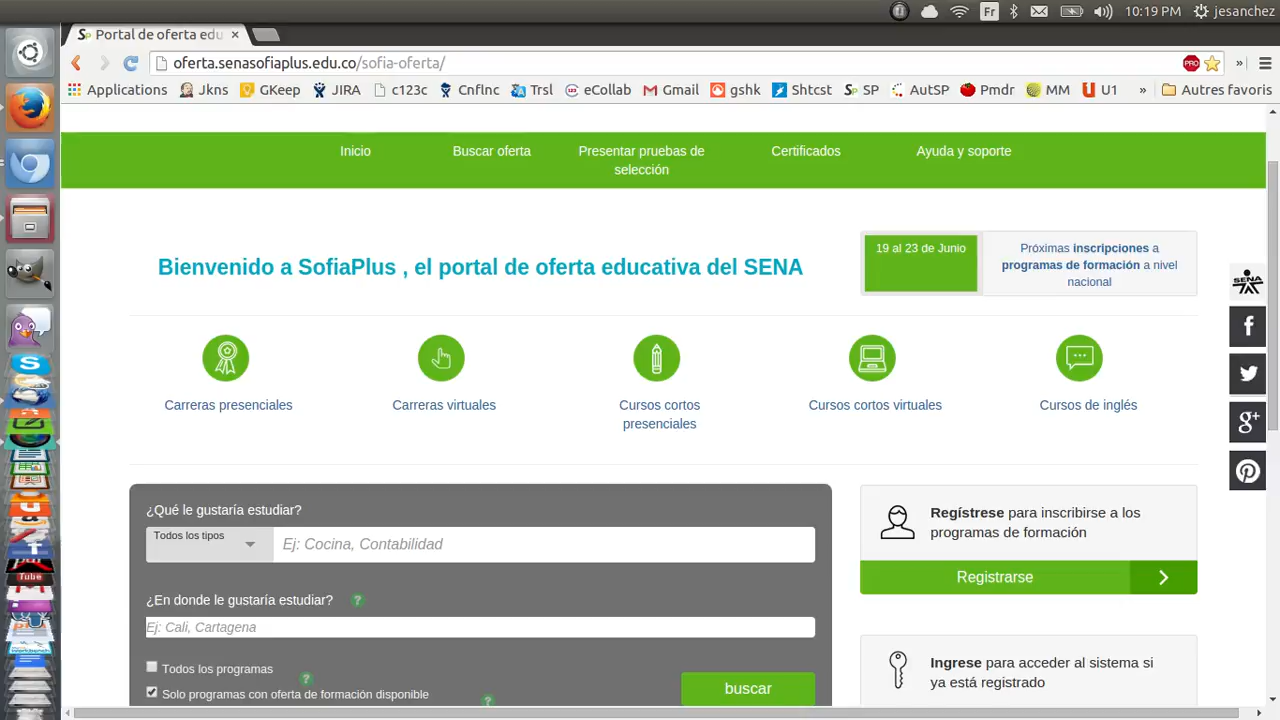 Fr
10:19 PM
jesanchez
SP Portal de oferta edu
oferta.senasofiaplus.edu.co/sofia-oferta/
PRO
»
Applications
Jkns
GKeep
JIRA
c123c
Cnflnc
Trsl
eCollab
Gmail
gshk
Shtcst
SP
AutSP
Pmdr
MM
U1
»
Autres favoris
Inicio
Buscar oferta
Presentar pruebas de
selección
Certificados
Ayuda y soporte
Bienvenido a SofiaPlus , el portal de oferta educativa del SENA
19 al 23 de Junio
Próximas inscripciones a
programas de formación a nivel
nacional
SENA
Carreras presenciales
Carreras virtuales
Cursos cortos
presenciales
Cursos cortos virtuales
Cursos de inglés
¿Qué le gustaría estudiar?
Todos los tipos
Ej: Cocina, Contabilidad
¿En donde le gustaría estudiar? ?
Ej: Cali, Cartagena
Todos los programas
?
Solo programas con oferta de formación disponible
?
buscar
Regístrese para inscribirse a los
programas de formación
Registrarse
Ingrese para acceder al sistema si
ya está registrado
f
g+
Tube